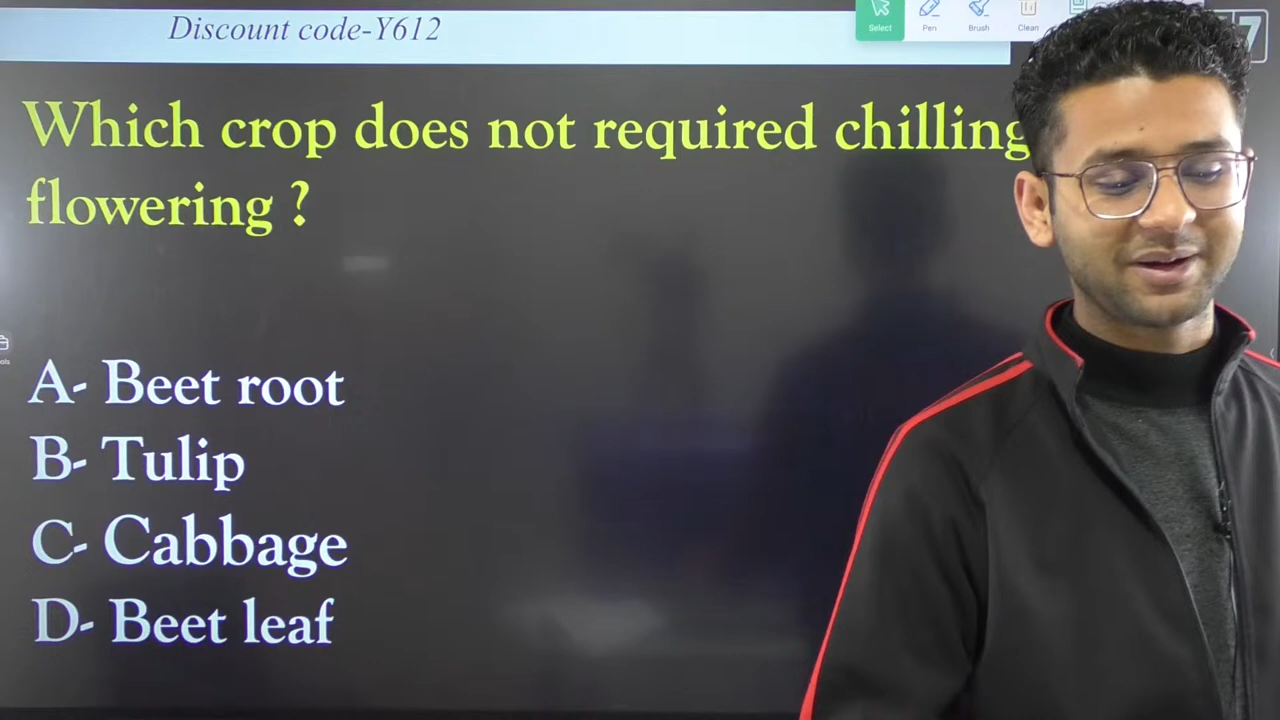 Discount code-Y612
Select Pen Brush Clean
7
Which crop does not required chilling
flowering ?
A- Beet root
B- Tulip
C- Cabbage
D- Beet leaf